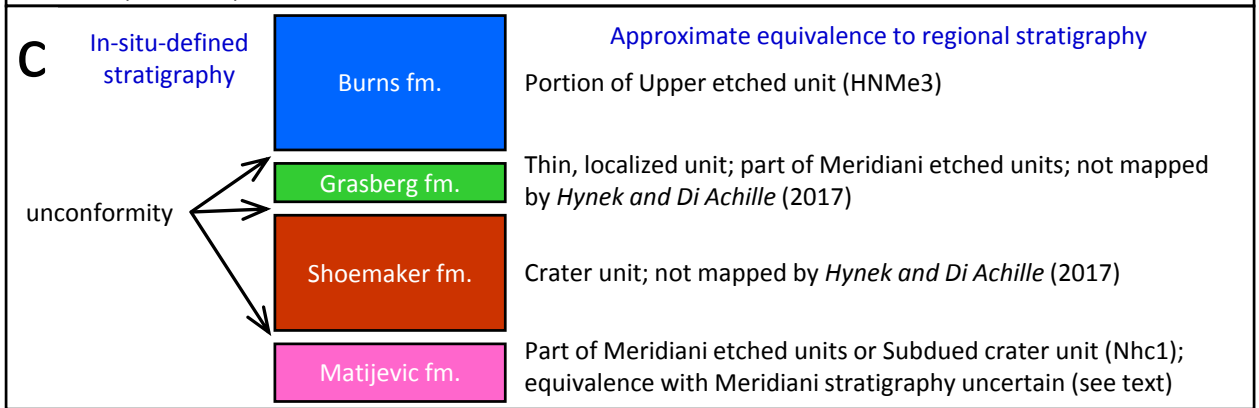 C
In-situ-defined
stratigraphy
Approximate equivalence to regional stratigraphy
Burns fm.
Portion of Upper etched unit (HNMe3)
unconformity
Grasberg fm.
Thin, localized unit; part of Meridiani etched units; not mapped
by Hynek and Di Achille (2017)
Shoemaker fm.
Crater unit; not mapped by Hynek and Di Achille (2017)
Matijevic fm.
Part of Meridiani etched units or Subdued crater unit (Nhc1);
equivalence with Meridiani stratigraphy uncertain (see text)